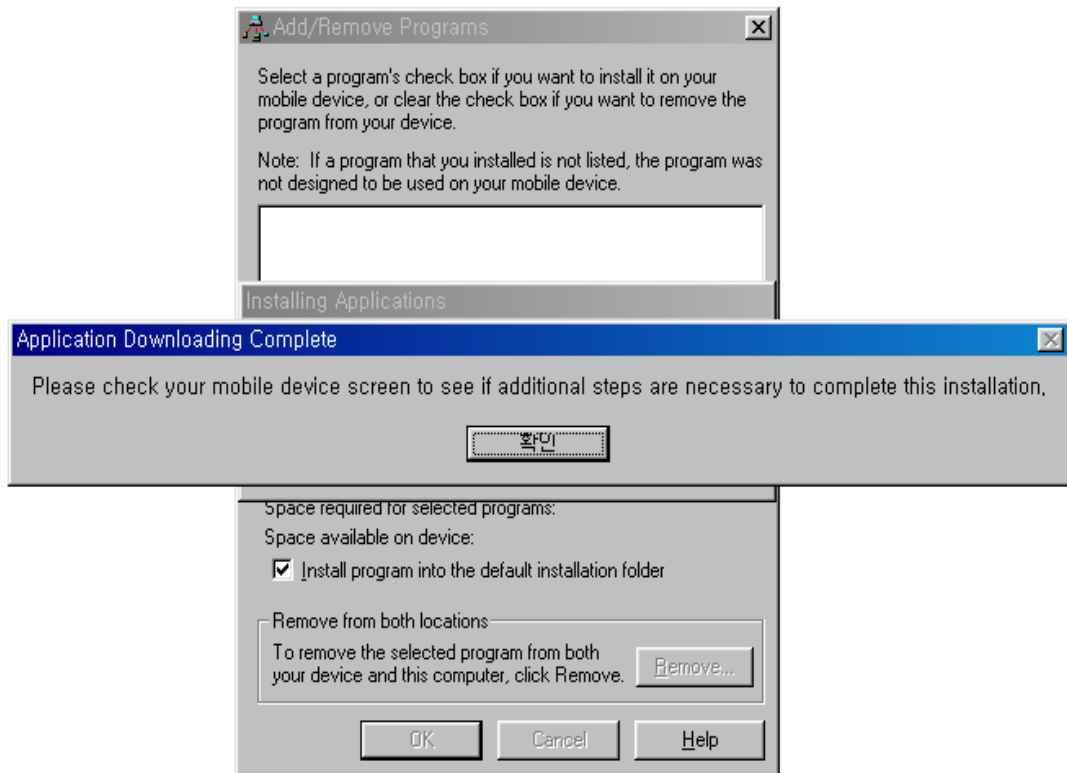 Add/Remove Programs
Select a program's check box if you want to install it on your
mobile device, or clear the check box if you want to remove the
program from your device.
Note: If a program that you installed is not listed, the program was
not designed to be used on your mobile device.
Installing Applications
Application Downloading Complete
Please check your mobile device screen to see if additional steps are necessary to complete this installation.
확인
Space required for selected programs:
Space available on device:
Install program into the default installation folder
Remove from both locations
To remove the selected program from both
your device and this computer, click Remove.
Remove...
OK
Cancel
Help